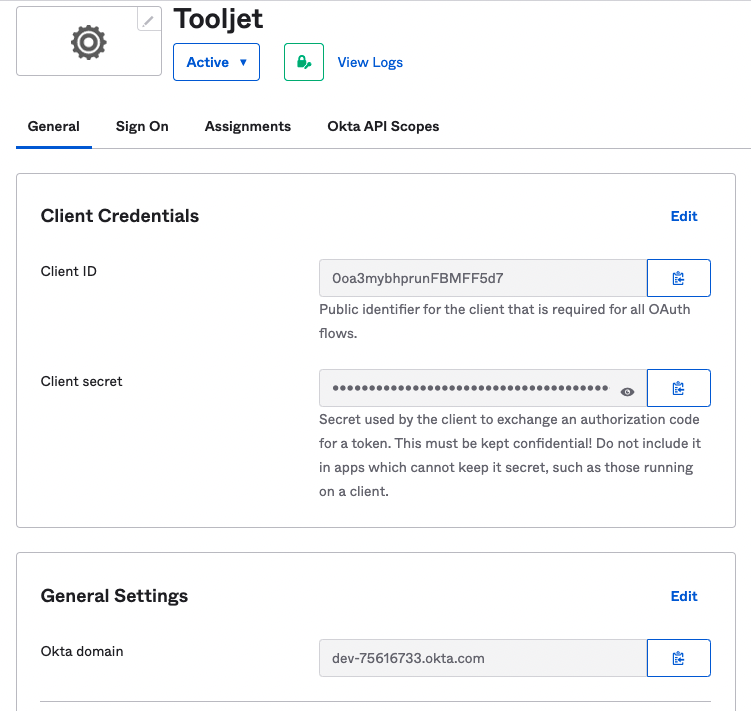 Tooljet
Active ▼
View Logs
General
Sign On
Assignments
Okta API Scopes
Client Credentials
Edit
Client ID
0oa3mybhprunFBMFF5d7
Public identifier for the client that is required for all OAuth
flows.
Client secret
••••••••••••••••••••••••••••••••••••••••
Secret used by the client to exchange an authorization code
for a token. This must be kept confidential! Do not include it
in apps which cannot keep it secret, such as those running
on a client.
General Settings
Edit
Okta domain
dev-75616733.okta.com